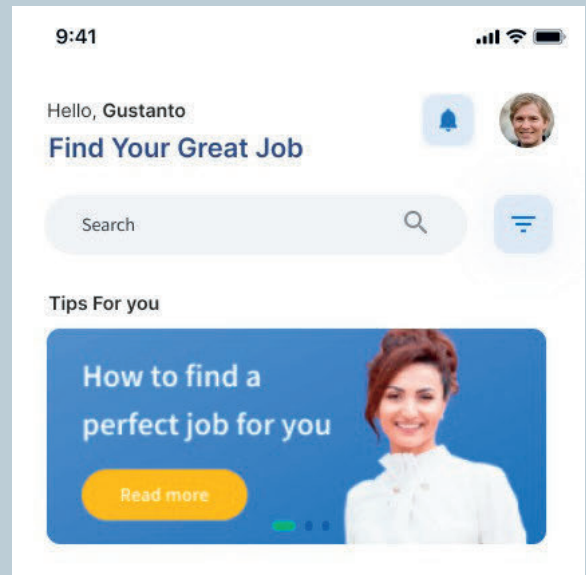 9:41
Hello, Gustanto
Find Your Great Job
Search
Tips For you
How to find a
perfect job for you
Read more